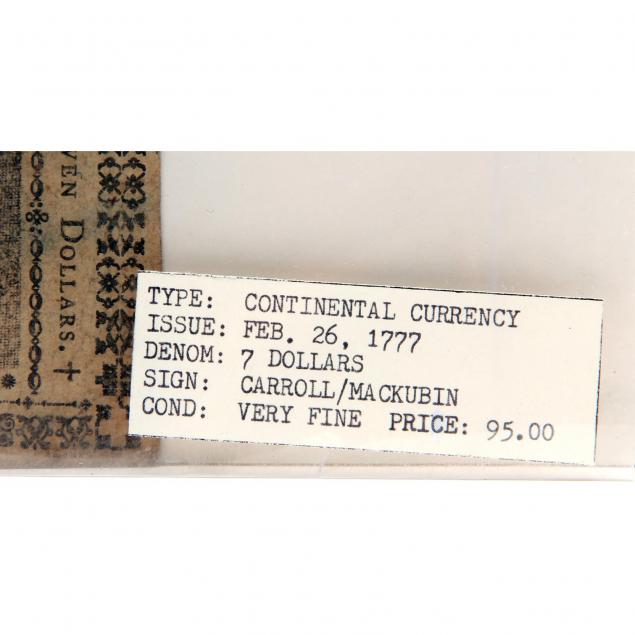 VEN DOLLARS.
TYPE: CONTINENTAL CURRENCY
ISSUE: FEB. 26, 1777
DENOM: 7 DOLLARS
SIGN: CARROLL/MACKUBIN
COND: VERY FINE PRICE: 95.00